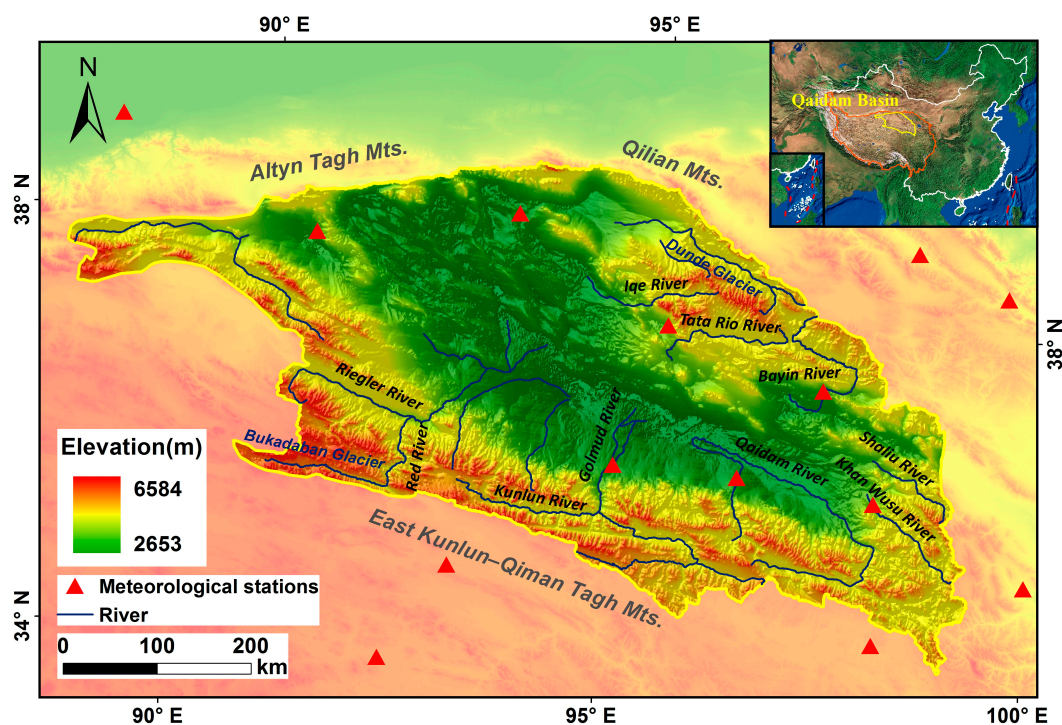 90° E
95° E
N
Qaidam Basin
Altyn Tagh Mts.
Qilian Mts.
38° N
38° N
Dunde Glacier
Iqe River
Tata Rio River
Bayin River
Riegler River
Red River
Golmud River
Qaidam River
Shaliu River
Khan Wusu River
Bukadaban Glacier
Kunlun River
East Kunlun–Qiman Tagh Mts.
Elevation(m)
6584
2653
Meteorological stations
River
0 100 200
km
34° N
90° E
95° E
100° E